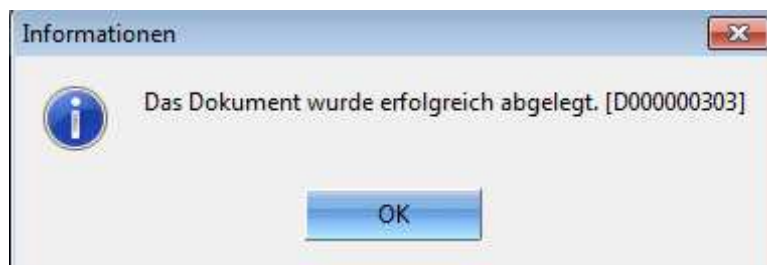 Informationen
Das Dokument wurde erfolgreich abgelegt. [D000000303]
OK